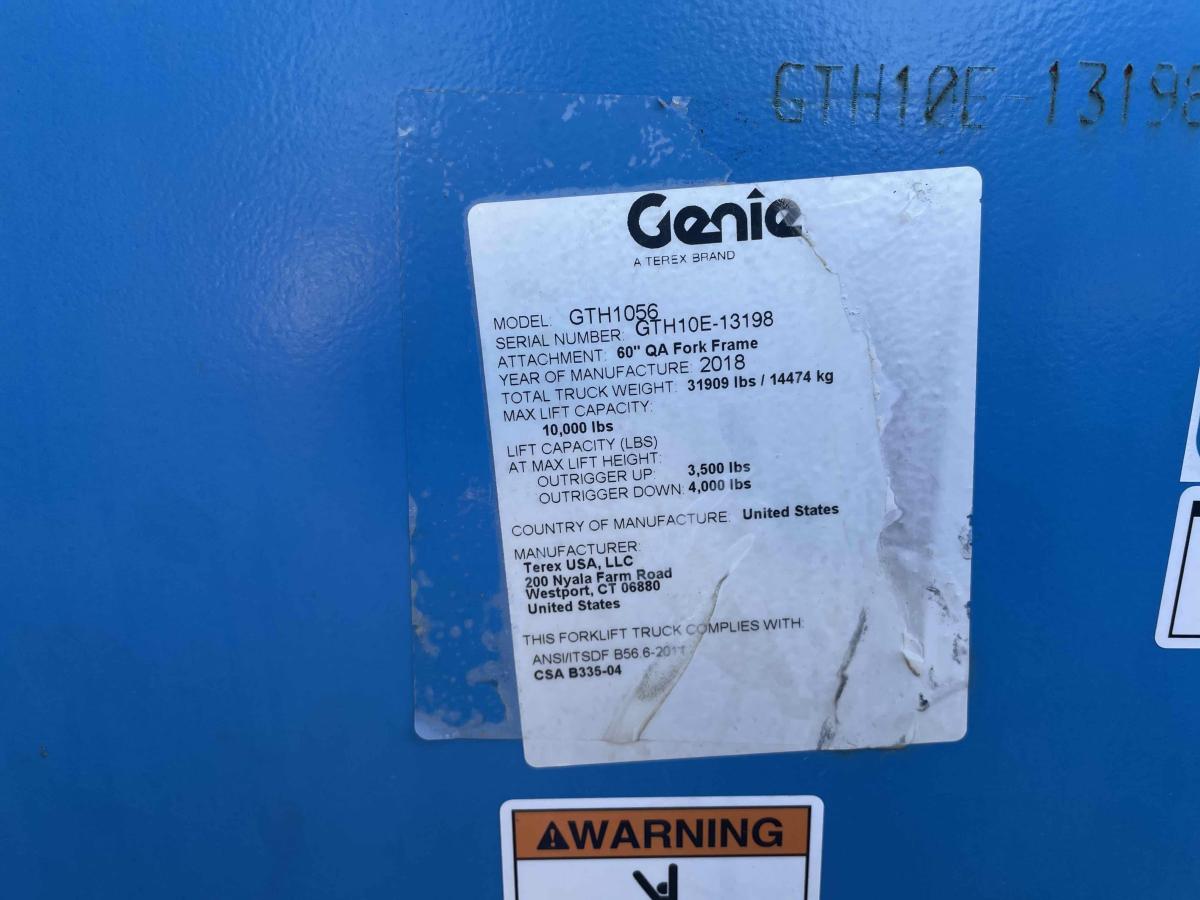 GTH10E-13198
Genie
A TEREX BRAND
MODEL: GTH1056
SERIAL NUMBER: GTH10E-13198
ATTACHMENT: 60" QA Fork Frame
YEAR OF MANUFACTURE: 2018
TOTAL TRUCK WEIGHT: 31909 lbs / 14474 kg
MAX LIFT CAPACITY:
10,000 lbs
LIFT CAPACITY (LBS)
AT MAX LIFT HEIGHT:
OUTRIGGER UP: 3,500 lbs
OUTRIGGER DOWN: 4,000 lbs
COUNTRY OF MANUFACTURE: United States
MANUFACTURER:
Terex USA, LLC
200 Nyala Farm Road
Westport, CT 06880
United States
THIS FORKLIFT TRUCK COMPLIES WITH:
ANSI/ITSDF B56.6-2011
CSA B335-04
WARNING